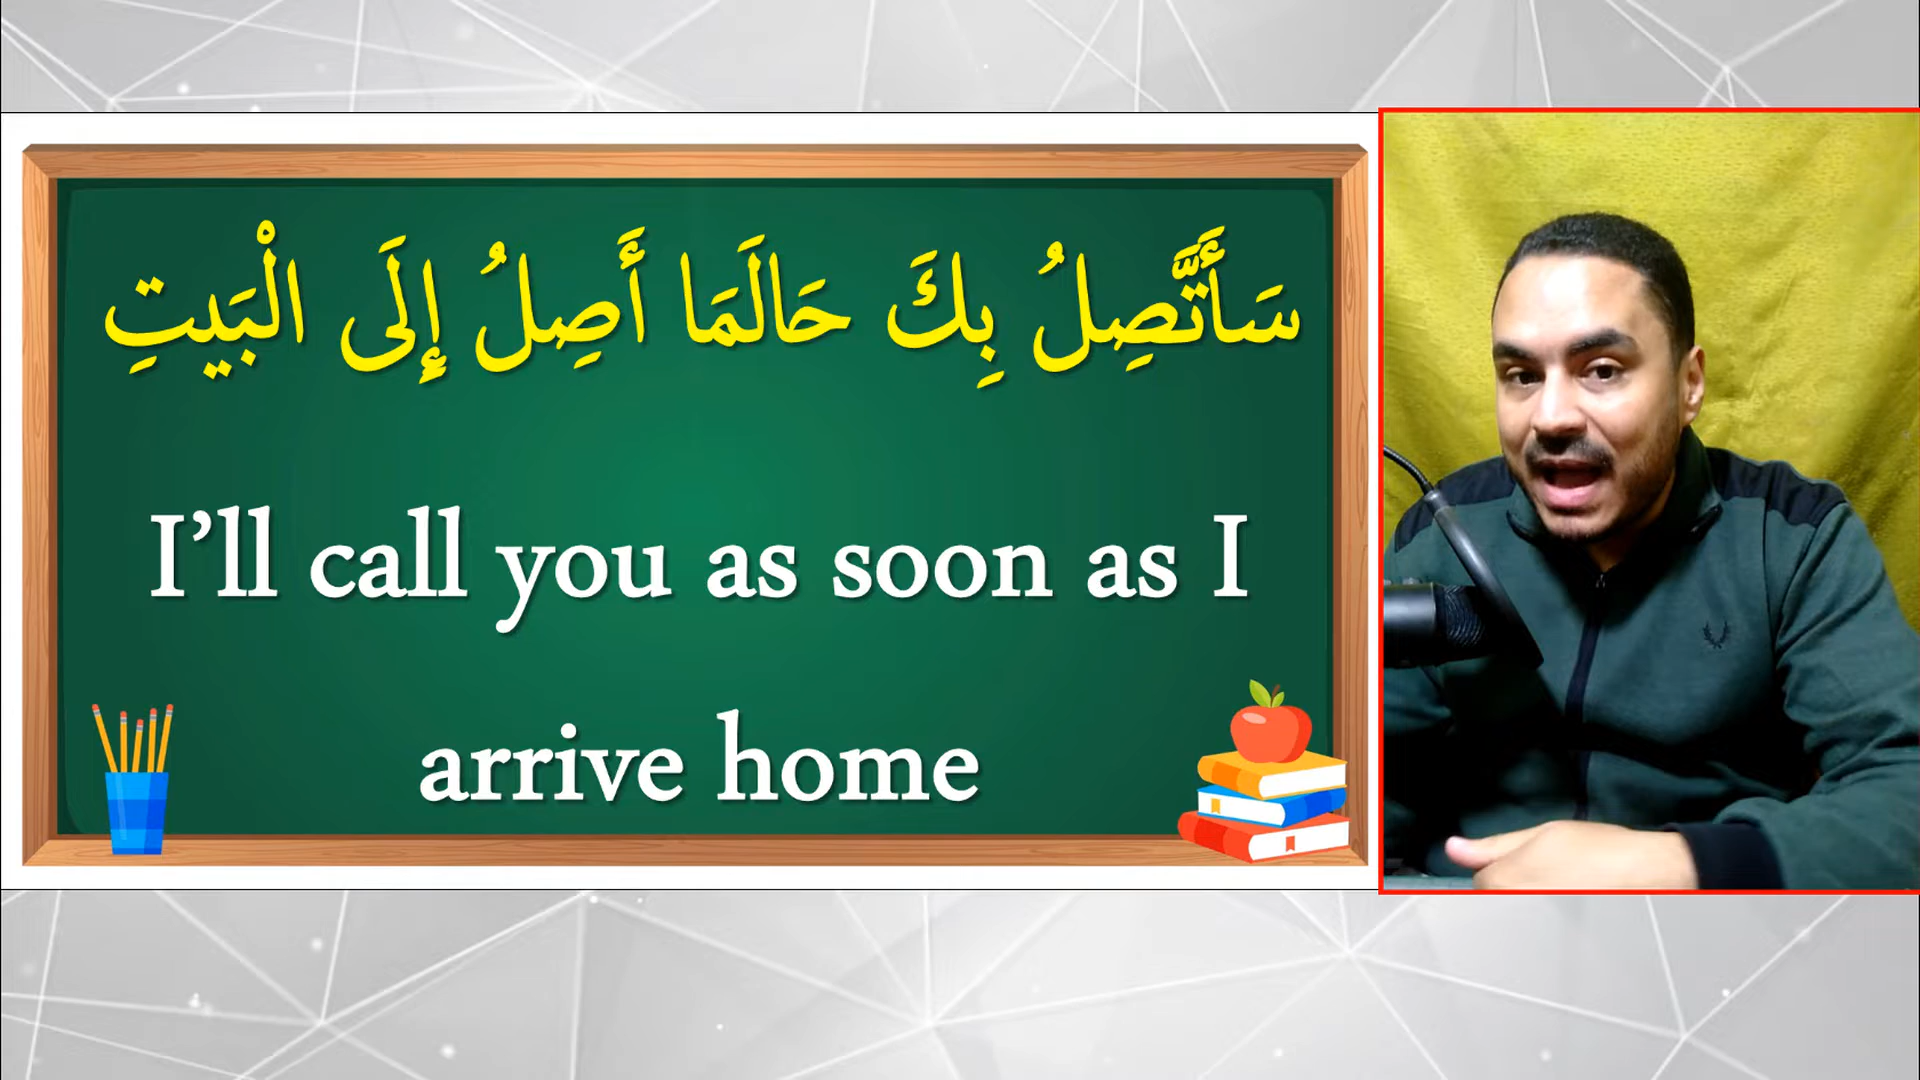 سَأَتَّصِلُ بِكَ حَالَمَا أَصِلُ إِلَى الْبَيتِ
I’ll call you as soon as I
arrive home